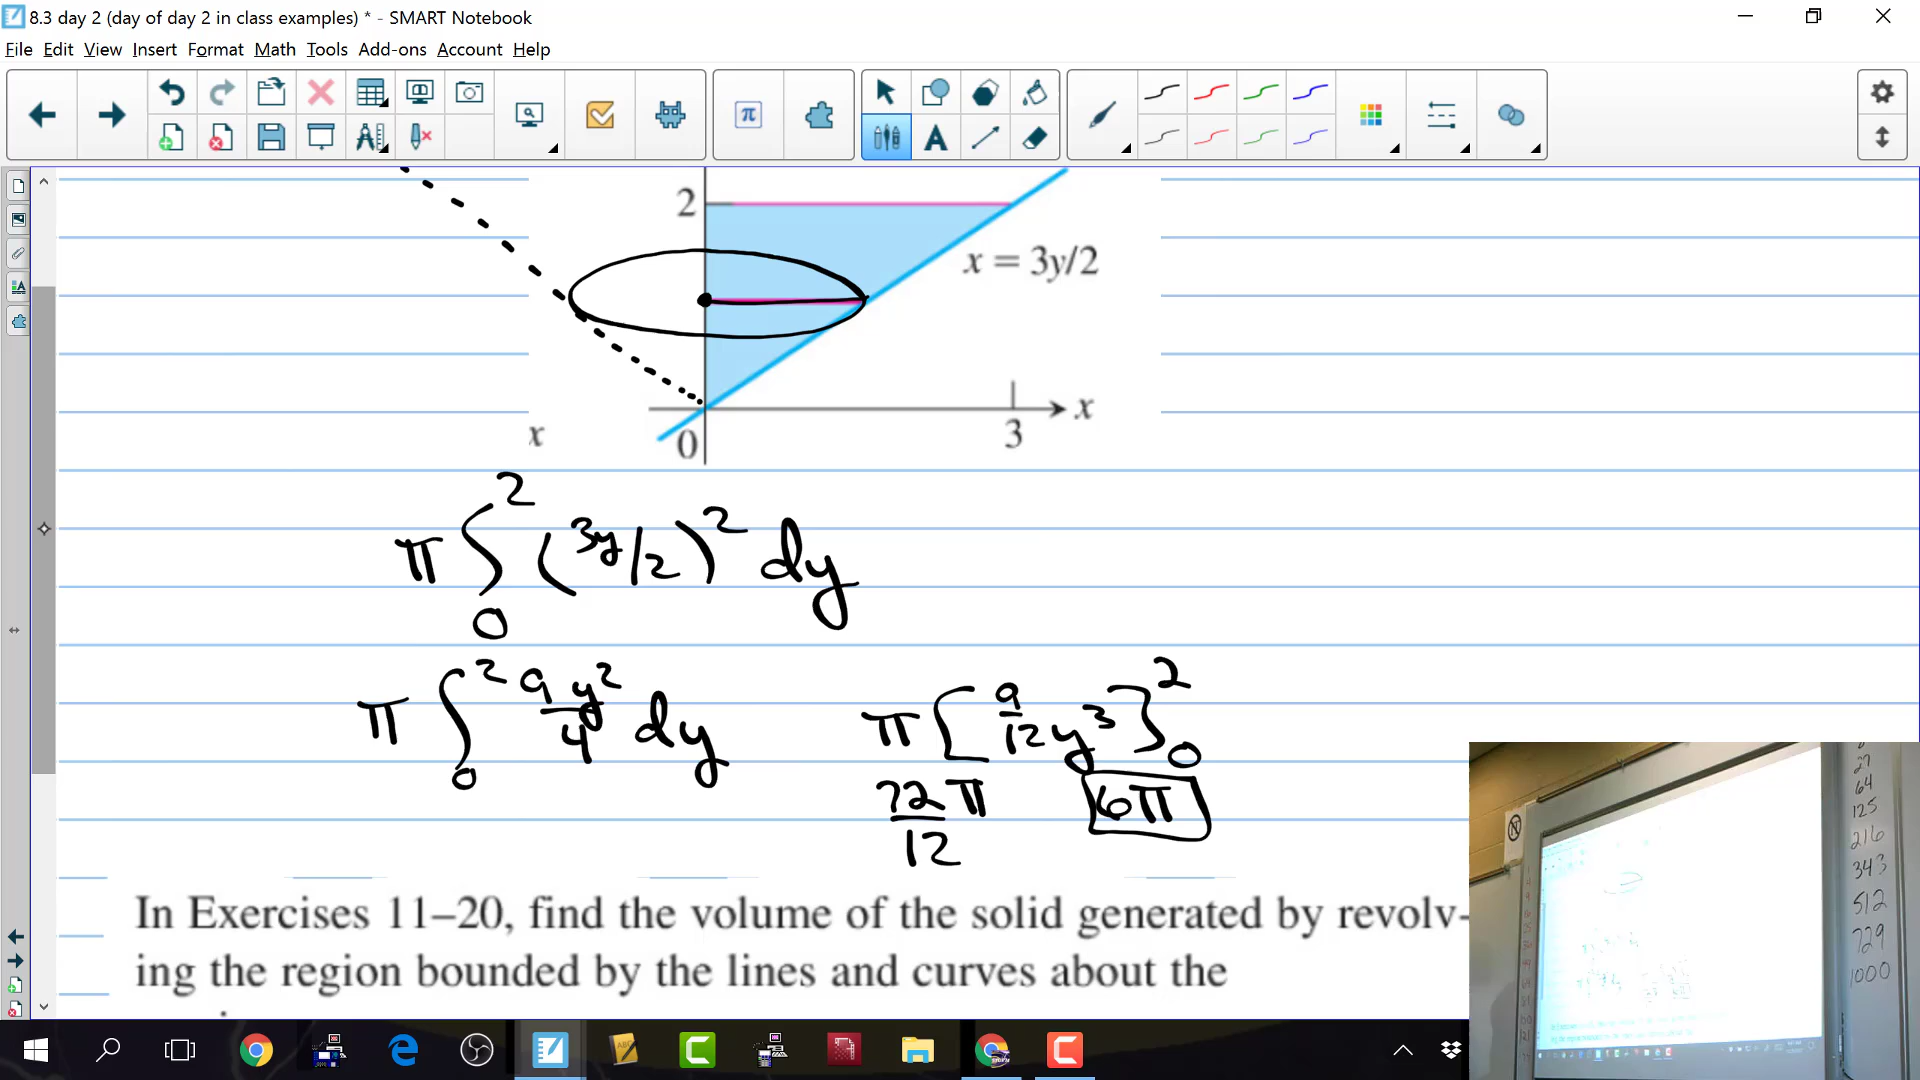 8.3 day 2 (day of day 2 in class examples) * - SMART Notebook
File Edit View Insert Format Math Tools Add-ons Account Help
2
x = 3y/2
x
0
3
x
π ∫₀² (3y/2)² dy
π ∫₀² 9y²/4 dy
π [9/12 y³]₀²
72/12 π
6π
In Exercises 11–20, find the volume of the solid generated by revolv-
ing the region bounded by the lines and curves about the
27
64
125
216
343
512
729
1000